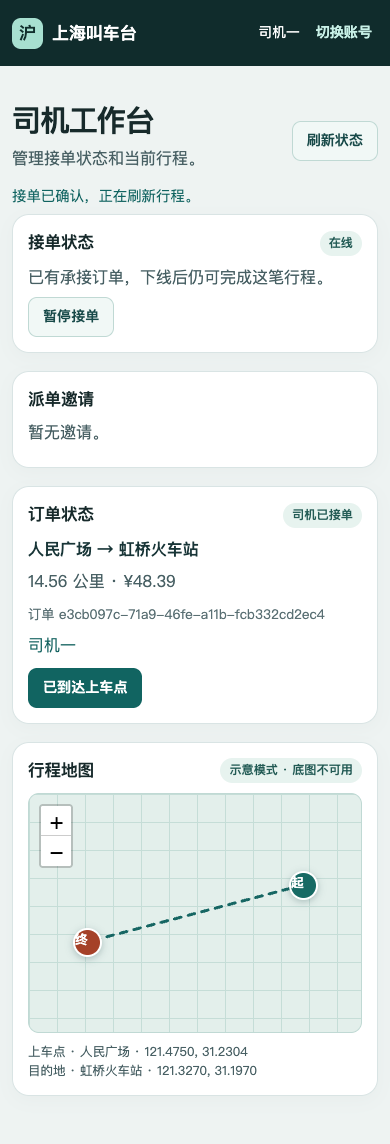 沪 上海叫车台 司机一 切换账号
司机工作台
管理接单状态和当前行程。
刷新状态
接单已确认，正在刷新行程。
接单状态 在线
已有承接订单，下线后仍可完成这笔行程。
暂停接单
派单邀请
暂无邀请。
订单状态 司机已接单
人民广场 → 虹桥火车站
14.56 公里 · ¥48.39
订单 e3cb097c-71a9-46fe-a11b-fcb332cd2ec4
司机一
已到达上车点
行程地图 示意模式 · 底图不可用
+
−
起
终
上车点 · 人民广场 · 121.4750, 31.2304
目的地 · 虹桥火车站 · 121.3270, 31.1970